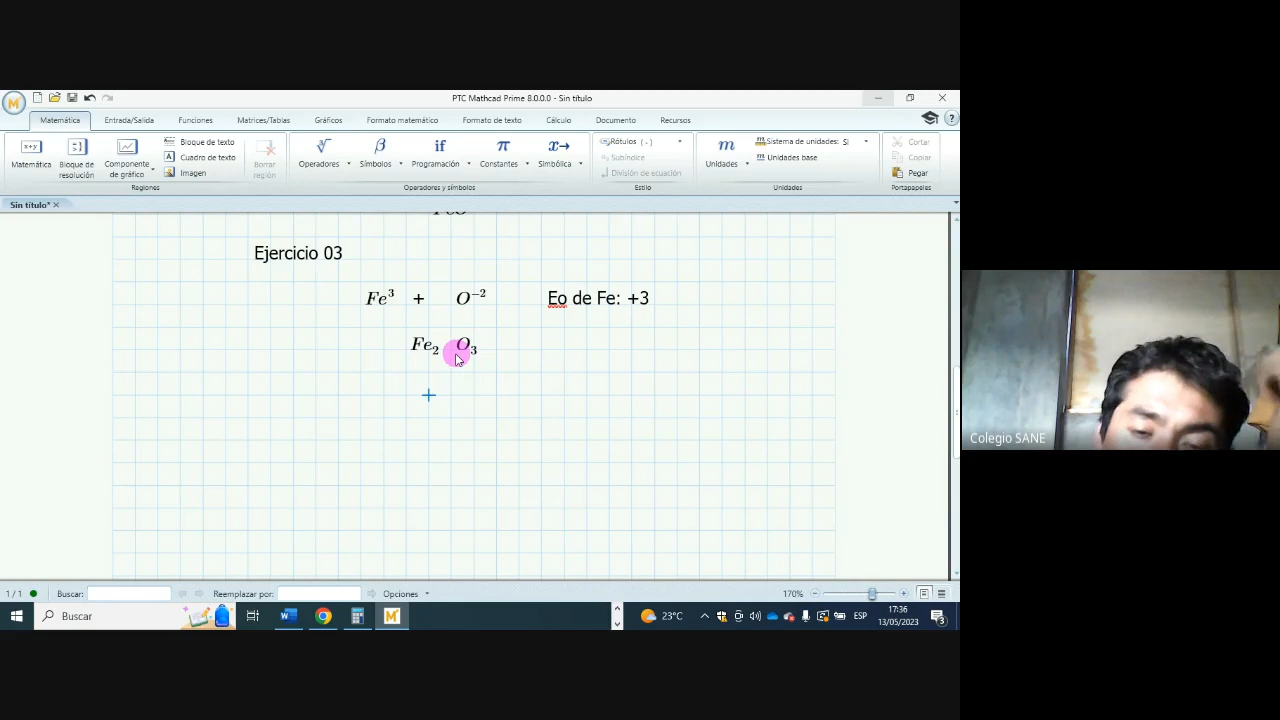 PTC Mathcad Prime 8.0.0.0 - Sin título
Matemática Entrada/Salida Funciones Matrices/Tablas Gráficos Formato matemático Formato de texto Cálculo Documento Recursos
Matemática Bloque de resolución Componente de gráfico Bloque de texto Cuadro de texto Imagen Borrar región
Operadores Símbolos Programación Constantes Simbólica
Rótulos ( - ) Subíndice División de ecuación
Unidades Sistema de unidades: SI Unidades base
Cortar Copiar Pegar
Regiones Operadores y símbolos Estilo Unidades Portapapeles
Sin título*
Ejercicio 03
Fe³ + O⁻² Eo de Fe: +3
Fe₂ O₃
Colegio SANE
1 / 1 Buscar: Reemplazar por: Opciones 170%
Buscar 23°C ESP 17:36
13/05/2023 3